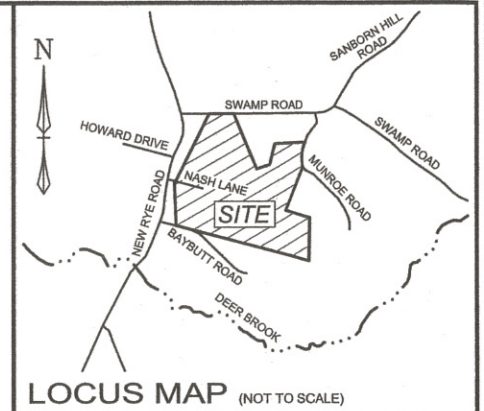 N
SANBORN HILL
ROAD
SWAMP ROAD
HOWARD DRIVE
SWAMP ROAD
NASH LANE
MUNROE ROAD
SITE
NEW RYE ROAD
BAYBUTT ROAD
DEER BROOK
LOCUS MAP (NOT TO SCALE)